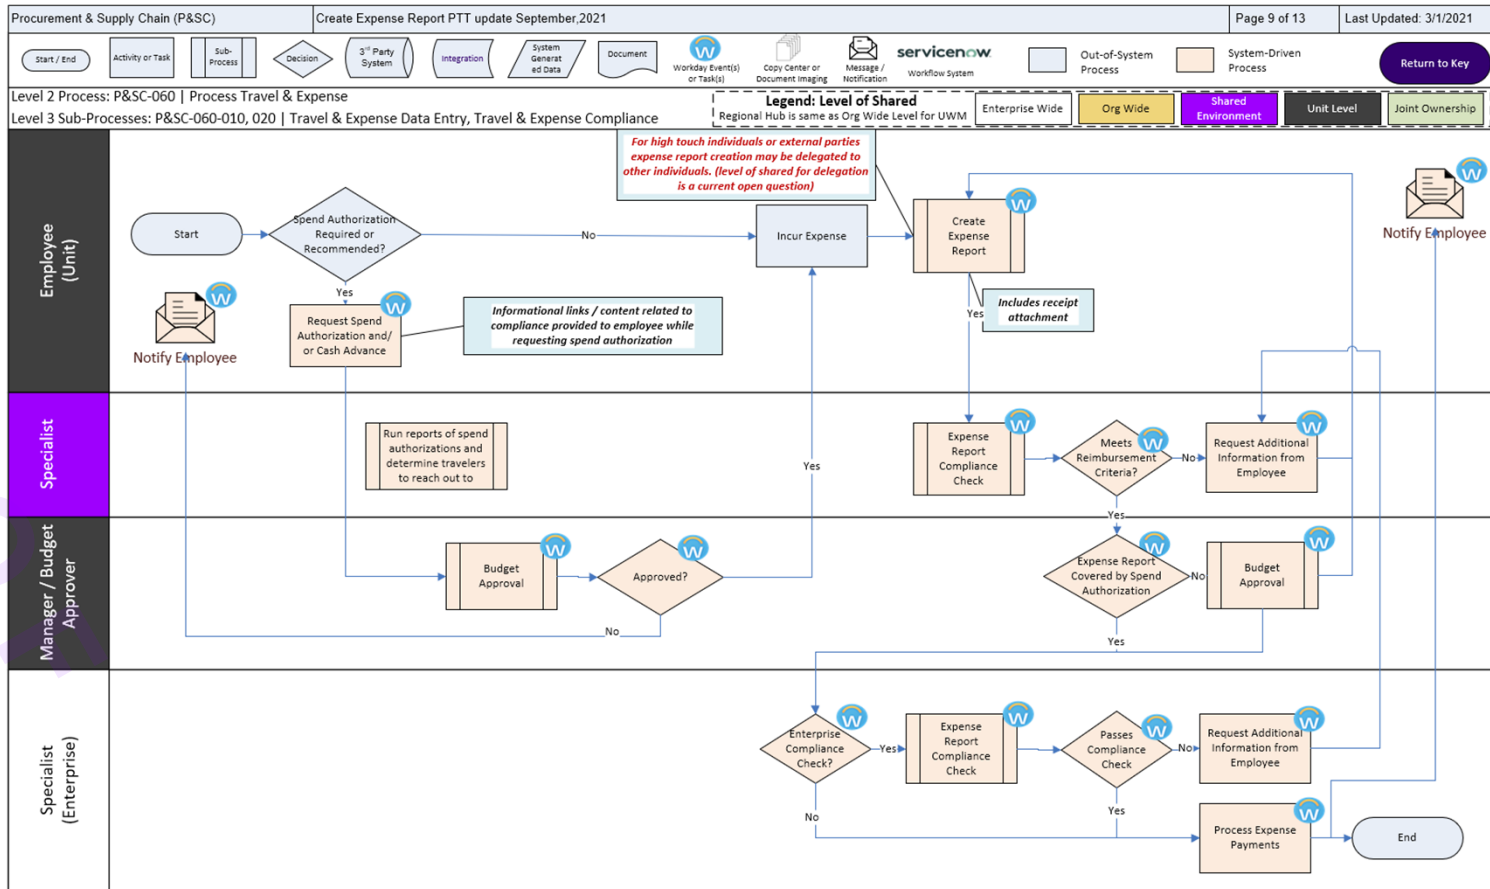 Procurement & Supply Chain (P&SC)
Create Expense Report PTT update September,2021
Page 9 of 13
Last Updated: 3/1/2021
Start / End
Activity or Task
Sub-
Process
Decision
3rd Party
System
Integration
System
Generat
ed Data
Document
Workday Event(s)
or Task(s)
Copy Center or
Document Imaging
Message /
Notification
servicenow
Workflow System
Out-of-System
Process
System-Driven
Process
Return to Key
Level 2 Process: P&SC-060 | Process Travel & Expense
Level 3 Sub-Processes: P&SC-060-010, 020 | Travel & Expense Data Entry, Travel & Expense Compliance
Legend: Level of Shared
Regional Hub is same as Org Wide Level for UWM
Enterprise Wide
Org Wide
Shared
Environment
Unit Level
Joint Ownership
Employee
(Unit)
For high touch individuals or external parties
expense report creation may be delegated to
other individuals. (level of shared for delegation
is a current open question)
Start
Spend Authorization
Required or
Recommended?
No
Incur Expense
Create
Expense
Report
Notify Employee
Yes
Request Spend
Authorization and/
or Cash Advance
Informational links / content related to
compliance provided to employee while
requesting spend authorization
Includes receipt
attachment
Yes
Notify Employee
Specialist
Run reports of spend
authorizations and
determine travelers
to reach out to
Yes
Expense
Report
Compliance
Check
Meets
Reimbursement
Criteria?
No
Request Additional
Information from
Employee
Yes
Manager / Budget
Approver
Budget
Approval
Approved?
No
Expense Report
Covered by Spend
Authorization
No
Budget
Approval
Yes
Specialist
(Enterprise)
Enterprise
Compliance
Check?
Yes
Expense
Report
Compliance
Check
Passes
Compliance
Check
No
Request Additional
Information from
Employee
No
Yes
Process Expense
Payments
End